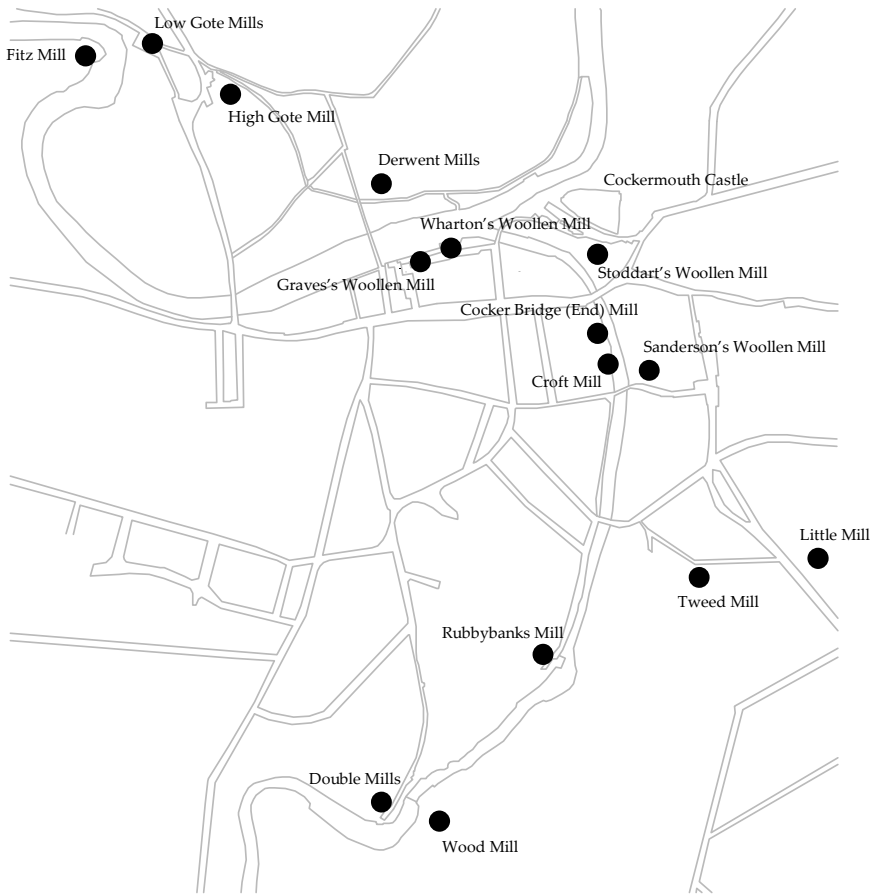 Low Gote Mills
Fitz Mill
High Gote Mill
Derwent Mills
Cockermouth Castle
Wharton’s Woollen Mill
Stoddart’s Woollen Mill
Graves’s Woollen Mill
Cocker Bridge (End) Mill
Sanderson’s Woollen Mill
Croft Mill
Little Mill
Tweed Mill
Rubbybanks Mill
Double Mills
Wood Mill